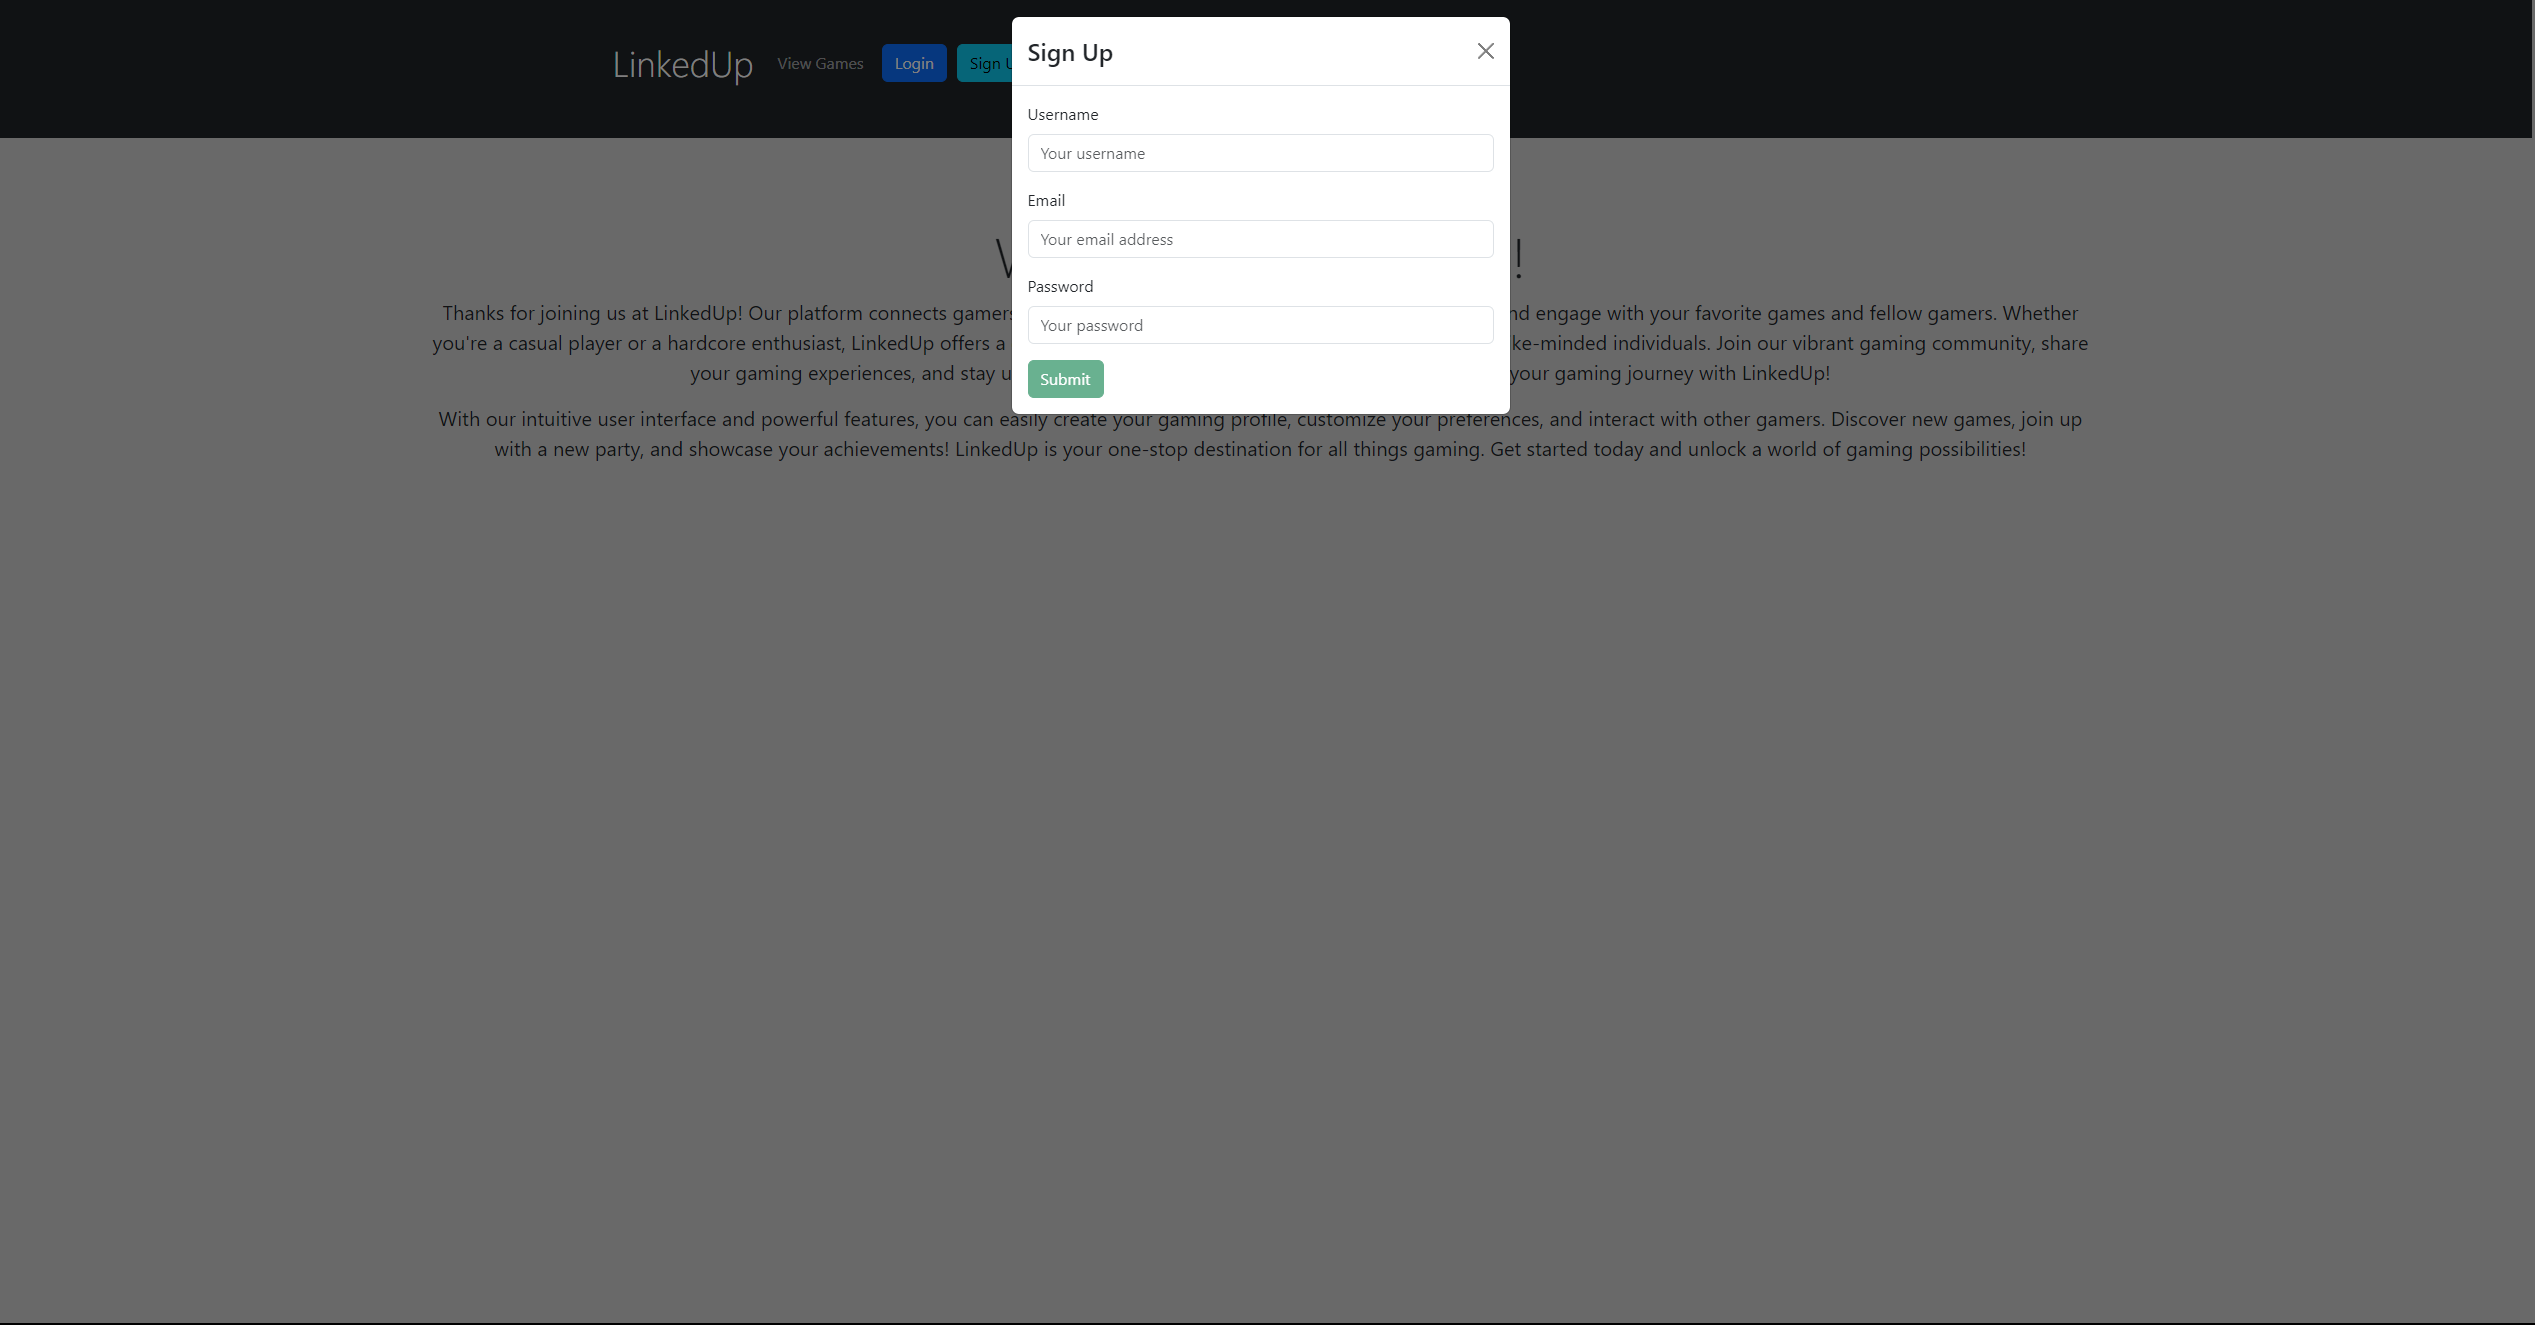 LinkedUp View Games Login Sign
Sign Up
Username
Your username
Email
Your email address
Password
Your password
Submit
!
Thanks for joining us at LinkedUp! Our platform connects gamers engage with your favorite games and fellow gamers. Whether
you're a casual player or a hardcore enthusiast, LinkedUp offers a individuals. Join our vibrant gaming community, share
your gaming experiences, and stay your gaming journey with LinkedUp!
With our intuitive user interface and powerful features, you can easily create your gaming profile, customize your preferences, and interact with other gamers. Discover new games, join up
with a new party, and showcase your achievements! LinkedUp is your one-stop destination for all things gaming. Get started today and unlock a world of gaming possibilities!